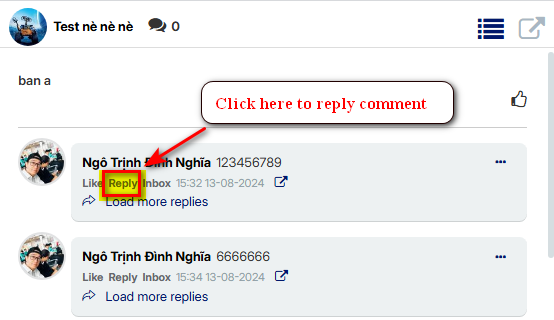 Test nè nè nè 0
ban a
Click here to reply comment
Ngô Trịnh Đình Nghĩa 123456789
Like Reply Inbox 15:32 13-08-2024
Load more replies
Ngô Trịnh Đình Nghĩa 6666666
Like Reply Inbox 15:34 13-08-2024
Load more replies